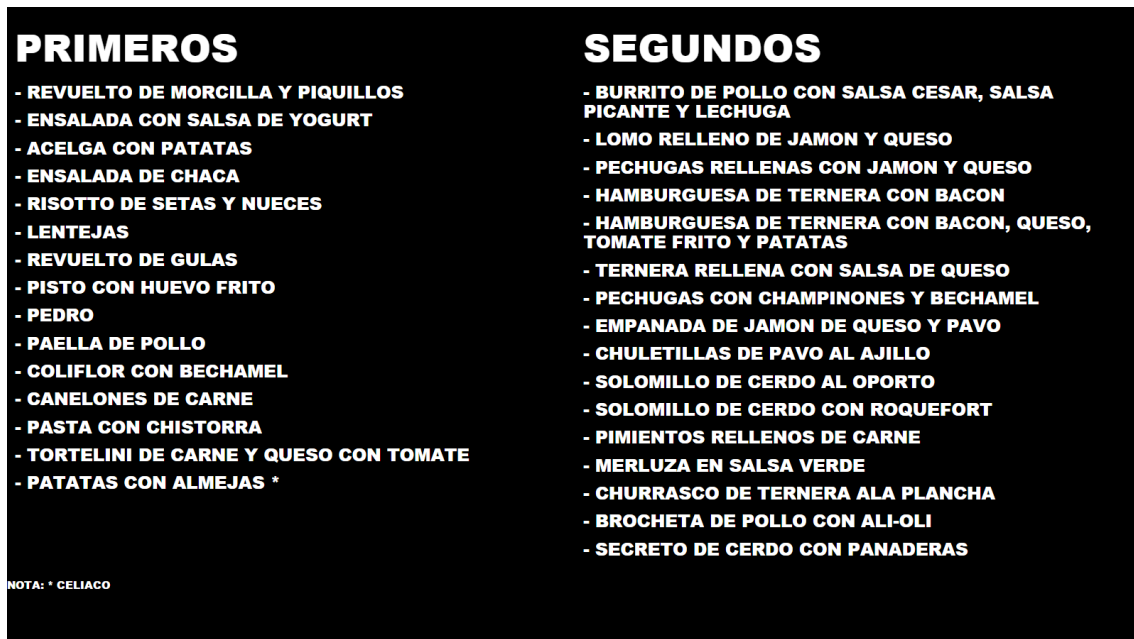 PRIMEROS
- REVUELTO DE MORCILLA Y PIQUILLOS
- ENSALADA CON SALSA DE YOGURT
- ACELGA CON PATATAS
- ENSALADA DE CHACA
- RISOTTO DE SETAS Y NUECES
- LENTEJAS
- REVUELTO DE GULAS
- PISTO CON HUEVO FRITO
- PEDRO
- PAELLA DE POLLO
- COLIFLOR CON BECHAMEL
- CANELONES DE CARNE
- PASTA CON CHISTORRA
- TORTELINI DE CARNE Y QUESO CON TOMATE
- PATATAS CON ALMEJAS *
SEGUNDOS
- BURRITO DE POLLO CON SALSA CESAR, SALSA
PICANTE Y LECHUGA
- LOMO RELLENO DE JAMON Y QUESO
- PECHUGAS RELLENAS CON JAMON Y QUESO
- HAMBURGUESA DE TERNERA CON BACON
- HAMBURGUESA DE TERNERA CON BACON, QUESO,
TOMATE FRITO Y PATATAS
- TERNERA RELLENA CON SALSA DE QUESO
- PECHUGAS CON CHAMPINONES Y BECHAMEL
- EMPANADA DE JAMON DE QUESO Y PAVO
- CHULETILLAS DE PAVO AL AJILLO
- SOLOMILLO DE CERDO AL OPORTO
- SOLOMILLO DE CERDO CON ROQUEFORT
- PIMIENTOS RELLENOS DE CARNE
- MERLUZA EN SALSA VERDE
- CHURRASCO DE TERNERA ALA PLANCHA
- BROCHETA DE POLLO CON ALI-OLI
- SECRETO DE CERDO CON PANADERAS
NOTA: * CELIACO